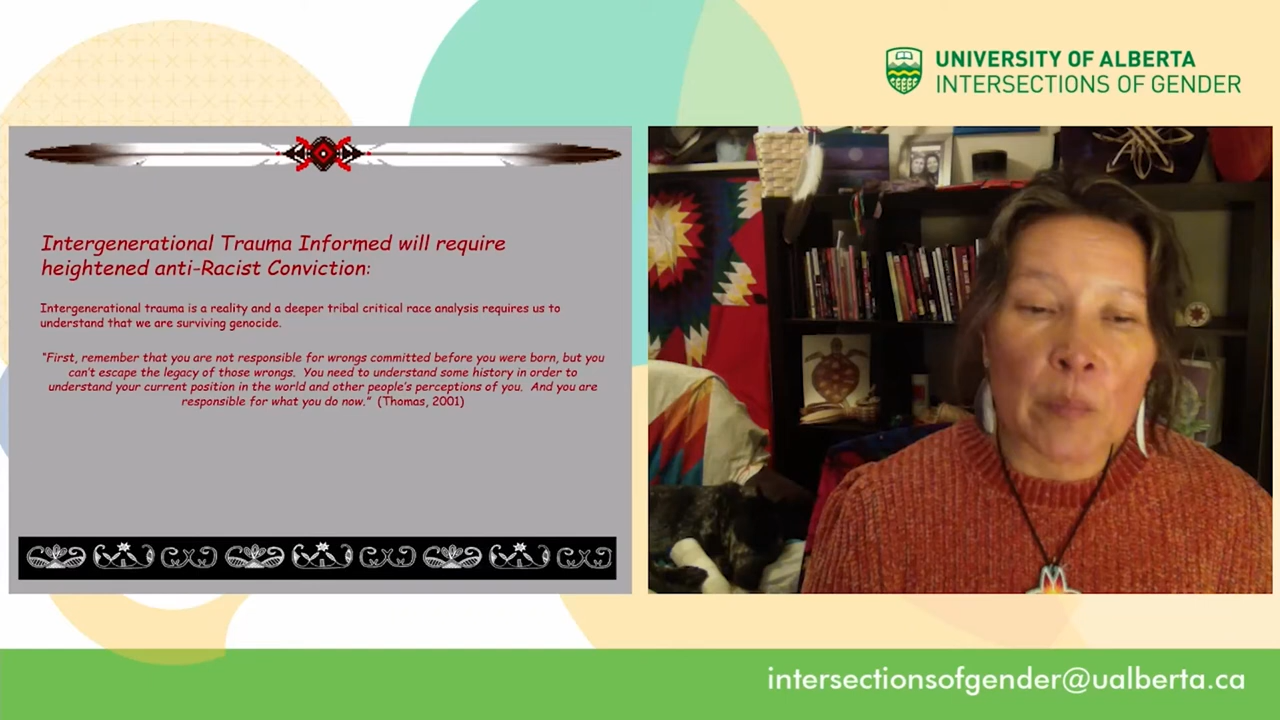 UNIVERSITY OF ALBERTA
INTERSECTIONS OF GENDER
Intergenerational Trauma Informed will require
heightened anti-Racist Conviction:
Intergenerational trauma is a reality and a deeper tribal critical race analysis requires us to
understand that we are surviving genocide.
"First, remember that you are not responsible for wrongs committed before you were born, but you
can't escape the legacy of those wrongs. You need to understand some history in order to
understand your current position in the world and other people's perceptions of you. And you are
responsible for what you do now." (Thomas, 2001)
intersectionsofgender@ualberta.ca